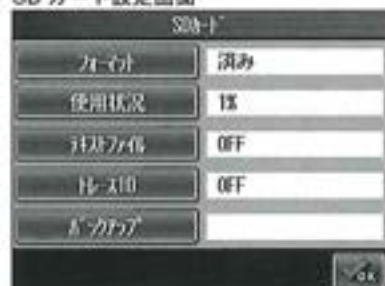 SDカード設定画面
SDｶｰﾄﾞ
ﾌｫｰﾏｯﾄ 済み
使用状況 1%
ﾃｷｽﾄﾌｧｲﾙ OFF
ﾄﾚｰｽID OFF
ﾊﾞｯｸｱｯﾌﾟ
OK